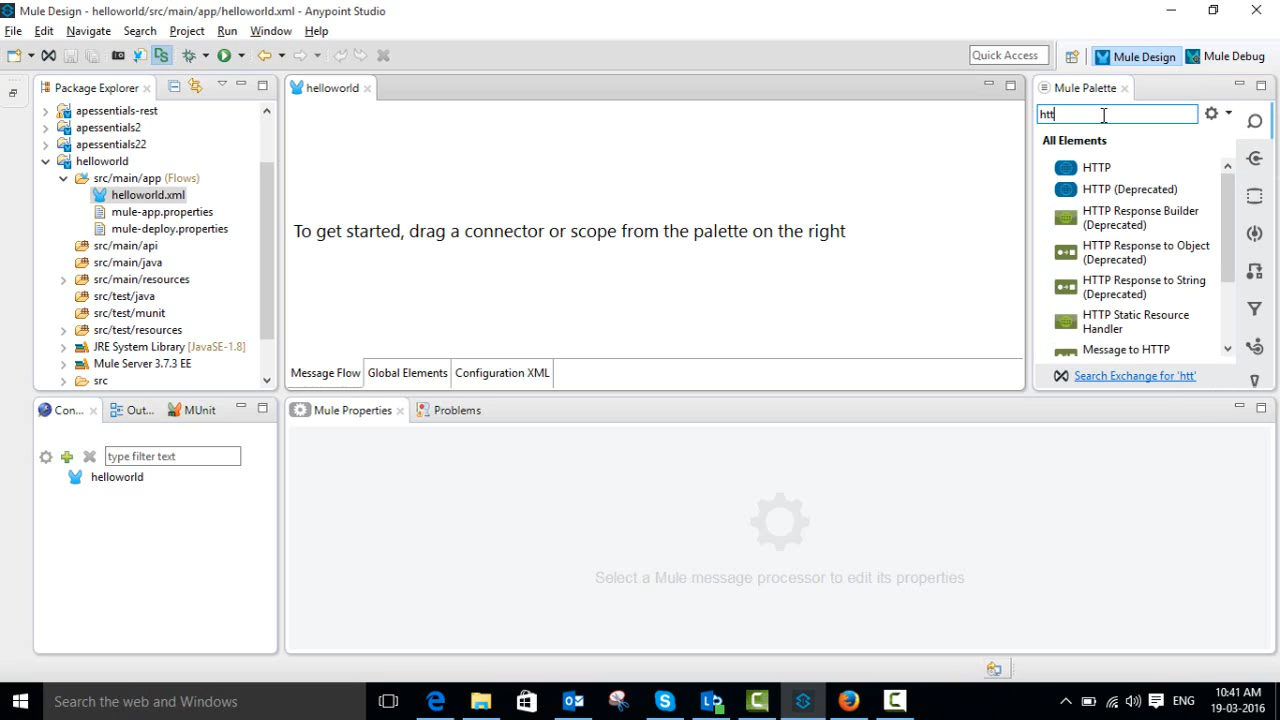 Mule Design - helloworld/src/main/app/helloworld.xml - Anypoint Studio
File Edit Navigate Search Project Run Window Help
Quick Access
Mule Design
Mule Debug
Package Explorer
apessentials-rest
apessentials2
apessentials22
helloworld
src/main/app (Flows)
helloworld.xml
mule-app.properties
mule-deploy.properties
src/main/api
src/main/java
src/main/resources
src/test/java
src/test/munit
src/test/resources
JRE System Library [JavaSE-1.8]
Mule Server 3.7.3 EE
src
helloworld
To get started, drag a connector or scope from the palette on the right
Message Flow
Global Elements
Configuration XML
Mule Palette
htt
All Elements
HTTP
HTTP (Deprecated)
HTTP Response Builder
(Deprecated)
HTTP Response to Object
(Deprecated)
HTTP Response to String
(Deprecated)
HTTP Static Resource
Handler
Message to HTTP
Search Exchange for 'htt'
Con...
Out...
MUnit
type filter text
helloworld
Mule Properties
Problems
Select a Mule message processor to edit its properties
Search the web and Windows
ENG
10:41 AM
19-03-2016